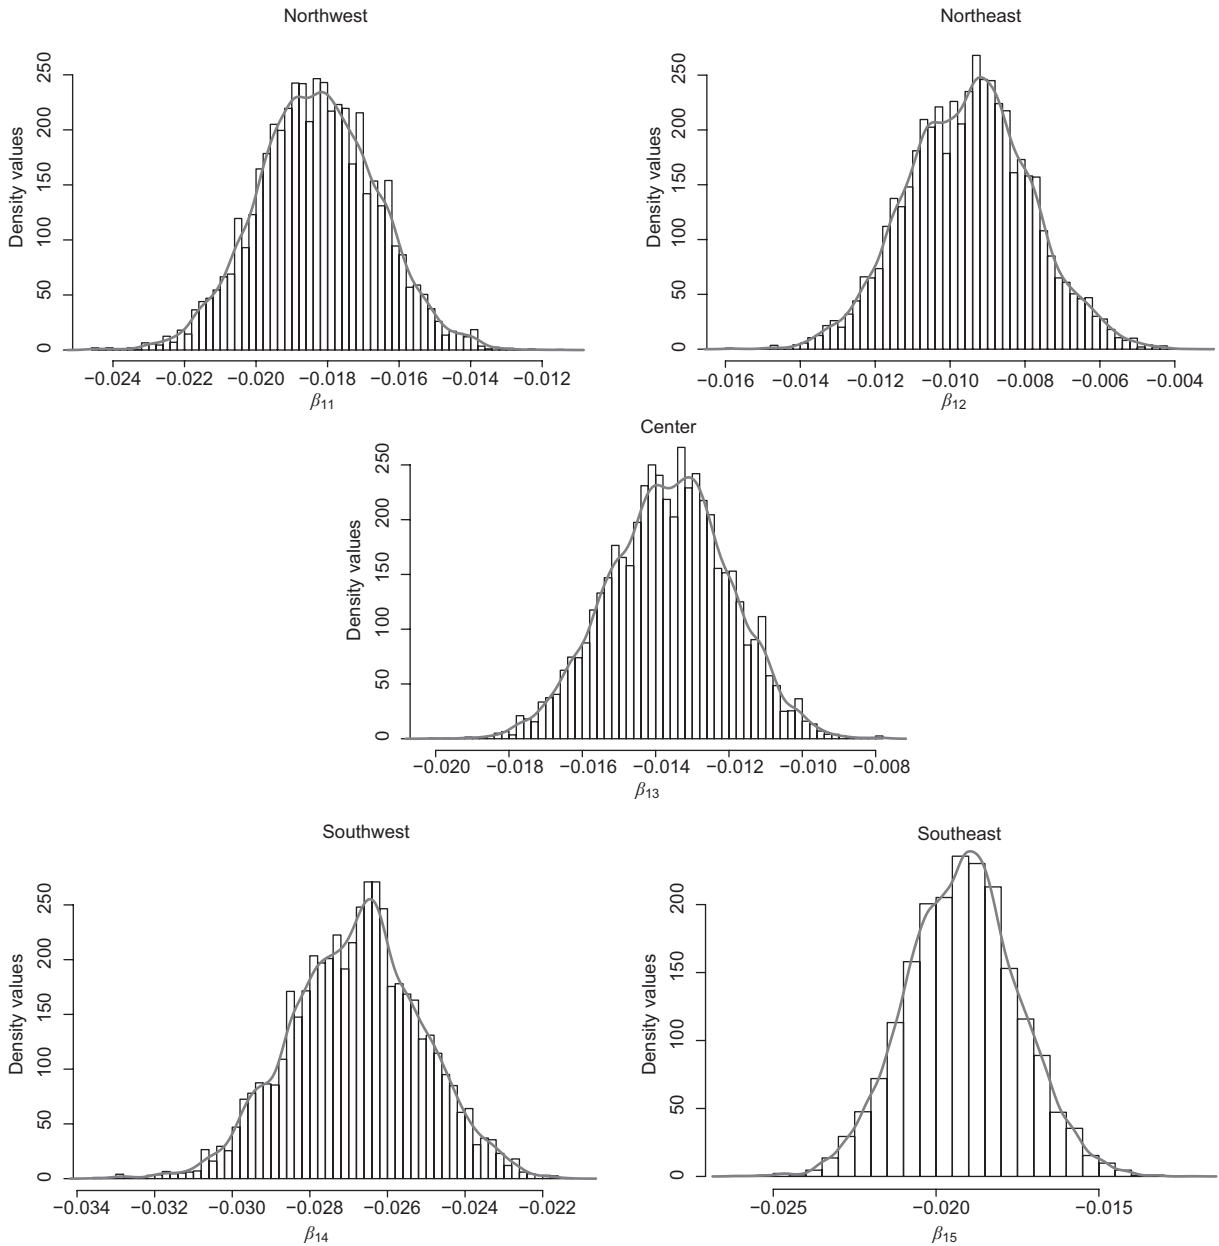 Northwest
Density values
0 50 100 150 200 250
−0.024 −0.022 −0.020 −0.018 −0.016 −0.014 −0.012
β11
Northeast
Density values
0 50 100 150 200 250
−0.016 −0.014 −0.012 −0.010 −0.008 −0.006 −0.004
β12
Center
Density values
0 50 100 150 200 250
−0.020 −0.018 −0.016 −0.014 −0.012 −0.010 −0.008
β13
Southwest
Density values
0 50 100 150 200 250
−0.034 −0.032 −0.030 −0.028 −0.026 −0.024 −0.022
β14
Southeast
Density values
0 50 100 150 200
−0.025 −0.020 −0.015
β15